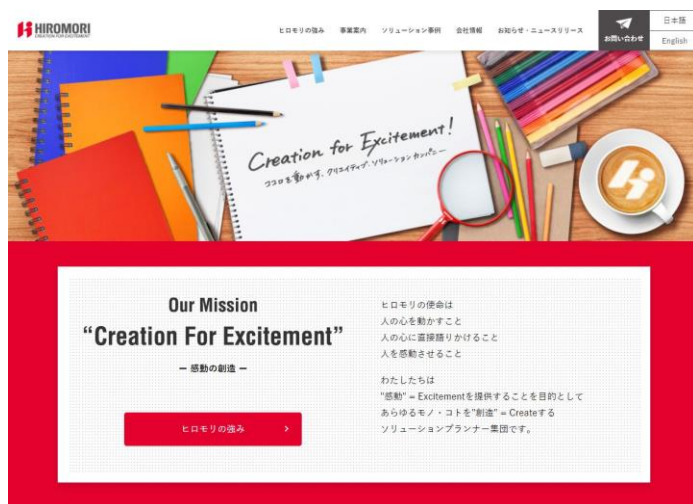 HIROMORI
CREATION FOR EXCITEMENT
ヒロモリの強み
事業案内
ソリューション事例
会社情報
お知らせ・ニュースリリース
お問い合わせ
日本語
English
Creation for Excitement!
ココロを動かす、クリエイティブ・ソリューションカンパニー
Our Mission
“Creation For Excitement”
ー 感動の創造 ー
ヒロモリの強み
ヒロモリの使命は
人の心を動かすこと
人の心に直接語りかけること
人を感動させること
わたしたちは
"感動" = Excitementを提供することを目的として
あらゆるモノ・コトを"創造" = Createする
ソリューションプランナー集団です。